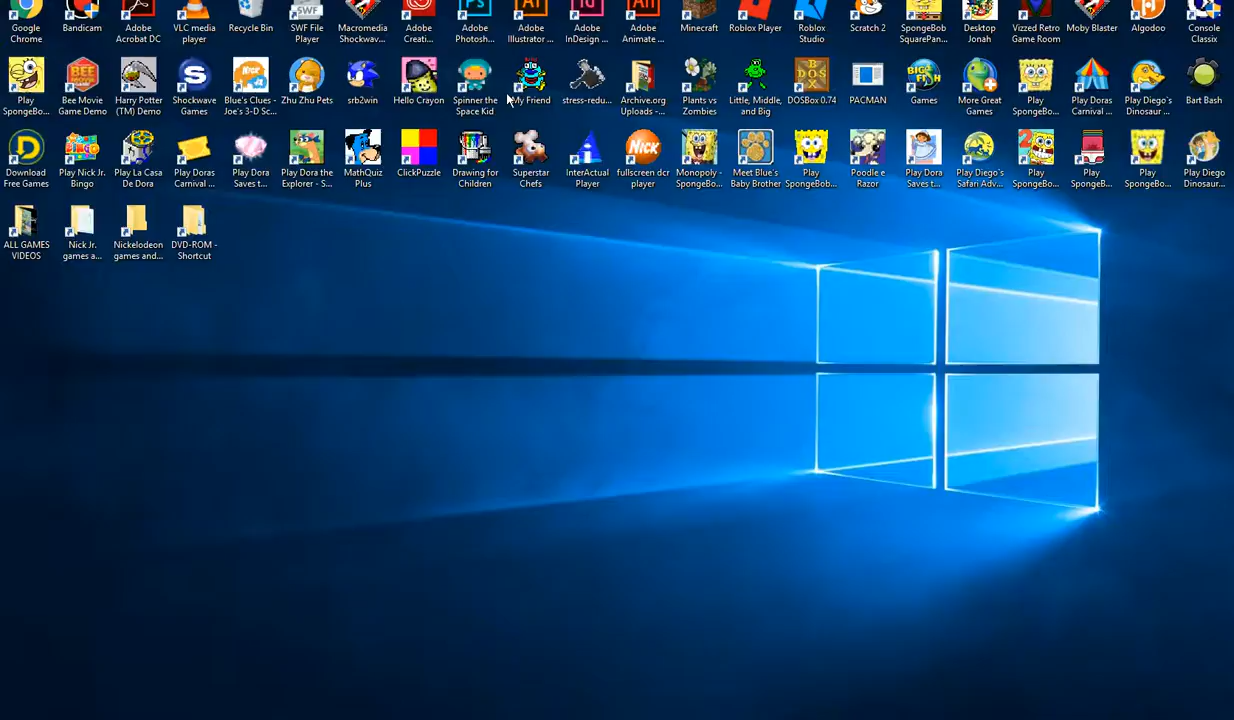 Google Chrome
Bandicam
Adobe Acrobat DC
VLC media player
Recycle Bin
SWF File Player
Macromedia Shockwav...
Adobe Creati...
Adobe Photosh...
Adobe Illustrator ...
Adobe InDesign ...
Adobe Animate ...
Minecraft
Roblox Player
Roblox Studio
Scratch 2
SpongeBob SquarePan...
Desktop Jonah
Vizzed Retro Game Room
Moby Blaster
Algodoo
Console Classix
Play SpongeBo...
Bee Movie Game Demo
Harry Potter (TM) Demo
Shockwave Games
Blue's Clues - Joe's 3-D Sc...
Zhu Zhu Pets
srb2win
Hello Crayon
Spinner the Space Kid
My Friend
stress-redu...
Archive.org Uploads -...
Plants vs Zombies
Little, Middle, and Big
DOSBox 0.74
PACMAN
Games
More Great Games
Play SpongeBo...
Play Doras Carnival ...
Play Diego's Dinosaur ...
Bart Bash
Download Free Games
Play Nick Jr. Bingo
Play La Casa De Dora
Play Doras Carnival ...
Play Dora Saves t...
Play Dora the Explorer - S...
MathQuiz Plus
ClickPuzzle
Drawing for Children
Superstar Chefs
InterActual Player
fullscreen dcr player
Monopoly - SpongeBo...
Meet Blue's Baby Brother
Play SpongeBob...
Poodle e Razor
Play Dora Saves t...
Play Diego's Safari Adv...
Play SpongeBo...
Play SpongeB...
Play SpongeBo...
Play Diego Dinosaur...
ALL GAMES VIDEOS
Nick Jr. games a...
Nickelodeon games and...
DVD-ROM - Shortcut